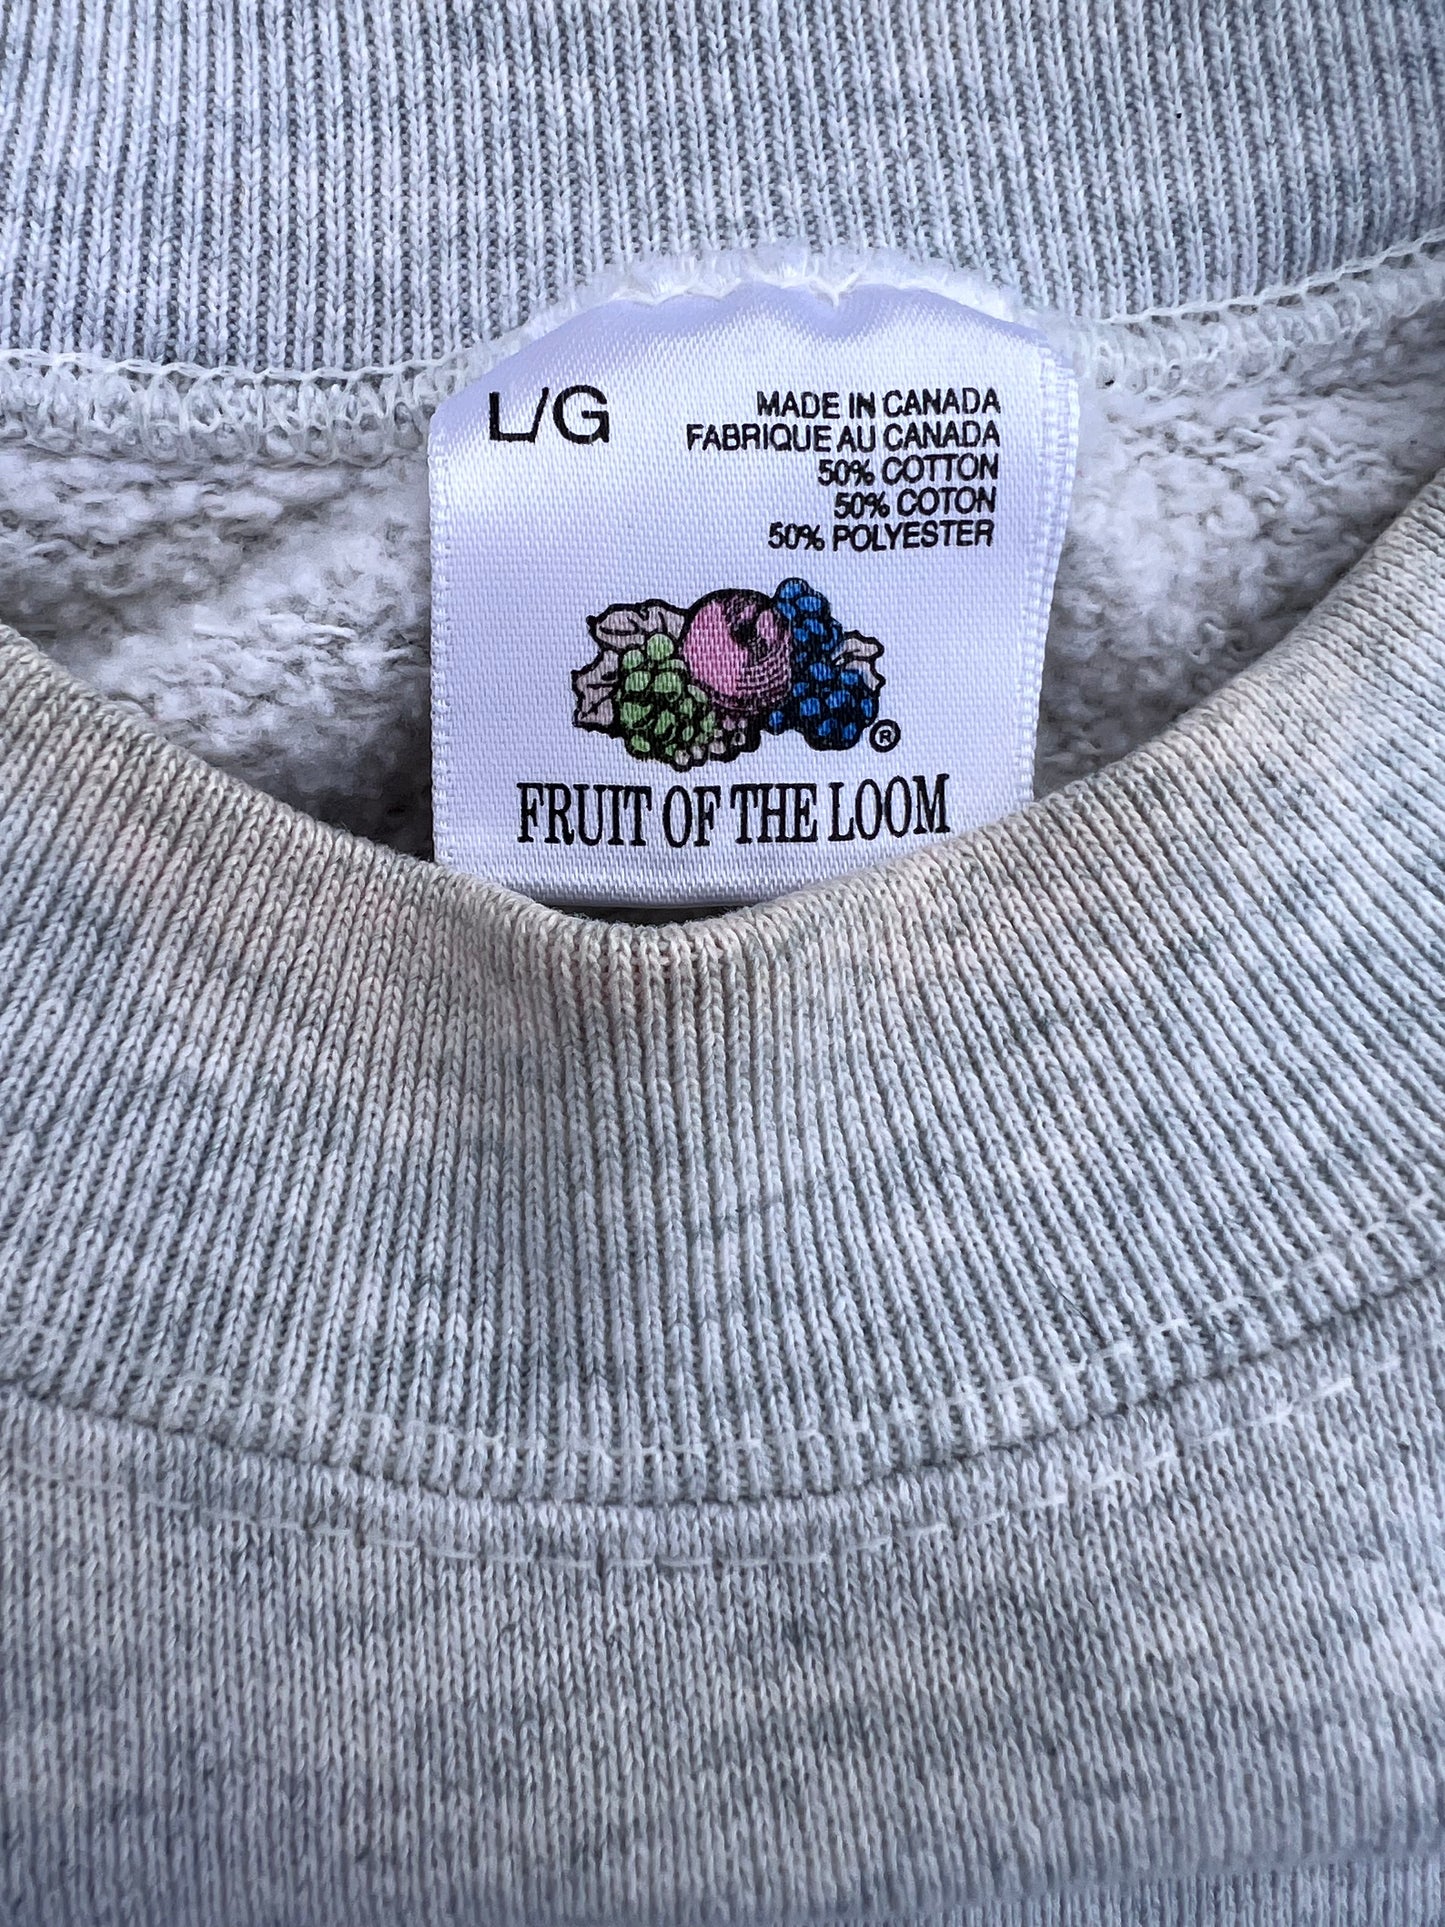 L/G
MADE IN CANADA
FABRIQUE AU CANADA
50% COTTON
50% COTON
50% POLYESTER
®
FRUIT OF THE LOOM